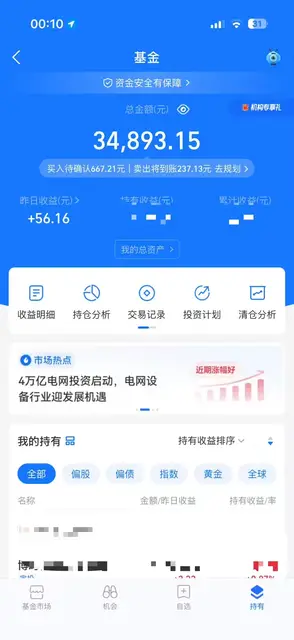 00:10
31
基金
资金安全有保障
总金额(元)
机构专享礼
34,893.15
买入待确认667.21元 | 卖出将到账237.13元 去规划
昨日收益(元) 持有收益(元) 累计收益(元)
+56.16
我的总资产
收益明细 持仓分析 交易记录 投资计划 清仓分析
市场热点
4万亿电网投资启动,电网设
备行业迎发展机遇
近期涨幅好
我的持有 持有收益排序
全部 偏股 偏债 指数 黄金 全球
名称 金额/昨日收益 持有收益/率
基金市场 机会 自选 持有